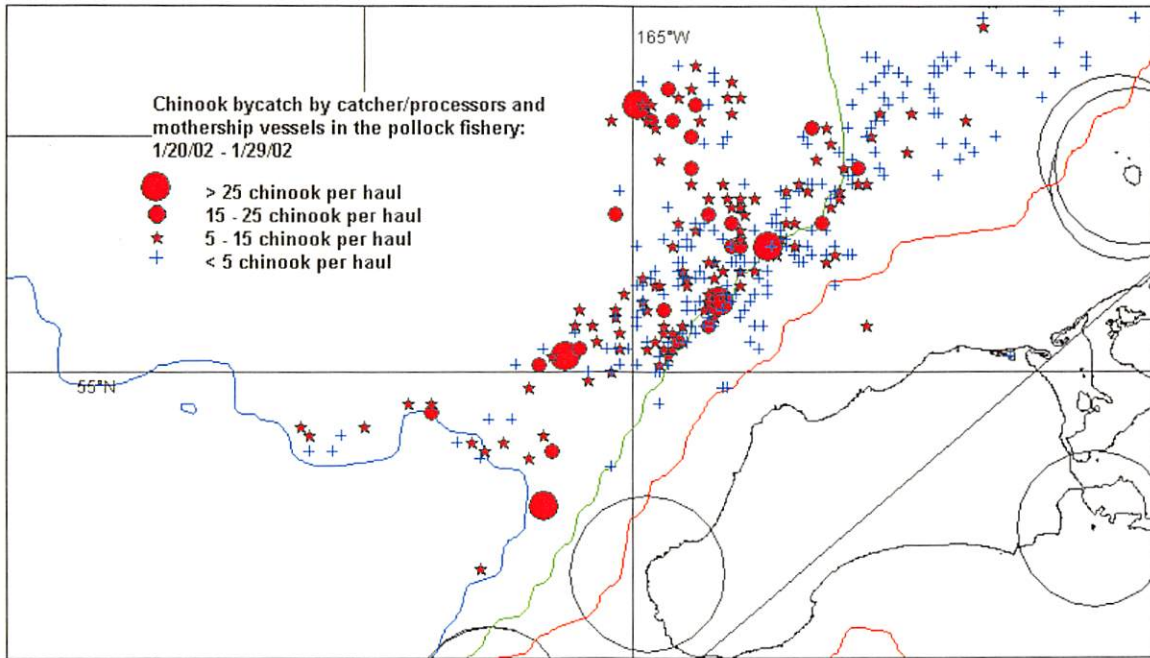 165°W
Chinook bycatch by catcher/processors and
mothership vessels in the pollock fishery:
1/20/02 - 1/29/02
> 25 chinook per haul
15 - 25 chinook per haul
5 - 15 chinook per haul
< 5 chinook per haul
55°N